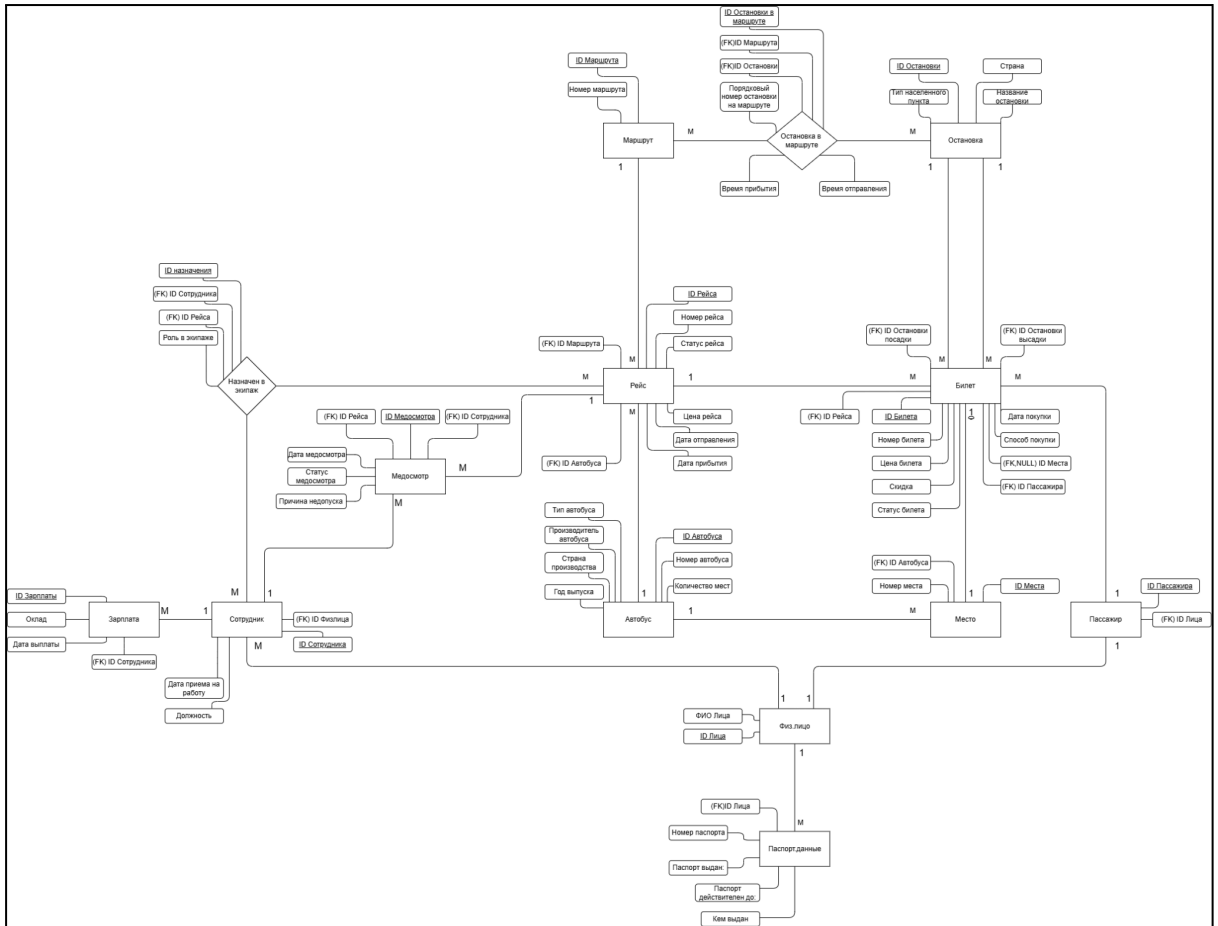 ID Остановки в
маршруте
(FK)ID Маршрута
(FK)ID Остановки
Порядковый
номер остановки
на маршруте
ID Маршрута
Номер маршрута
ID Остановки
Страна
Тип населенного
пункта
Название
остановки
Маршрут
М
Остановка в
маршруте
М
Остановка
1
1
1
Время прибытия
Время отправления
ID назначения
(FK) ID Сотрудника
(FK) ID Рейса
Роль в экипаже
Назначен в
экипаж
ID Рейса
Номер рейса
Статус рейса
(FK) ID Маршрута
М
М
Рейс
1
1
М
Цена рейса
Дата отправления
Дата прибытия
(FK) ID Автобуса
(FK) ID Остановки
посадки
(FK) ID Остановки
высадки
М
М
М
Билет
М
1
(FK) ID Рейса
ID Билета
Номер билета
Цена билета
Скидка
Статус билета
Дата покупки
Способ покупки
(FK,NULL) ID Места
(FK) ID Пассажира
(FK) ID Рейса
ID Медосмотра
(FK) ID Сотрудника
Дата медосмотра
Статус
медосмотра
Причина недопуска
Медосмотр
М
М
Тип автобуса
Производитель
автобуса
Страна
производства
Год выпуска
ID Автобуса
Номер автобуса
Количество мест
1
Автобус
1
(FK) ID Автобуса
Номер места
ID Места
М
Место
ID Пассажира
(FK) ID Лица
1
Пассажир
1
ID Зарплаты
Оклад
Дата выплаты
Зарплата
М
(FK) ID Сотрудника
1
М
1
Сотрудник
М
(FK) ID Физлица
ID Сотрудника
Дата приема на
работу
Должность
1
1
ФИО Лица
ID Лица
Физ.лицо
1
(FK)ID Лица
Номер паспорта
Паспорт выдан:
Паспорт
действителен до:
Кем выдан
М
Паспорт.данные